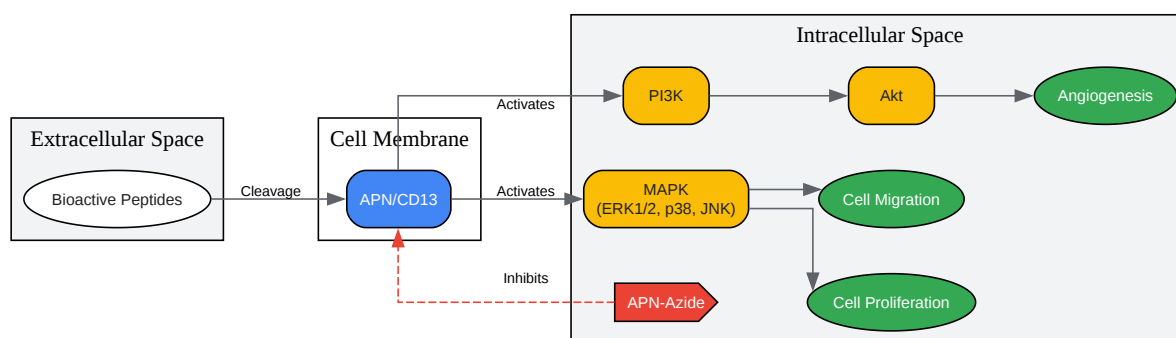 Intracellular Space
PI3K
Akt
Angiogenesis
Activates
Extracellular Space
Cell Membrane
Bioactive Peptides
Cleavage
APN/CD13
Activates
MAPK
(ERK1/2, p38, JNK)
Cell Migration
Inhibits
APN-Azide
Cell Proliferation